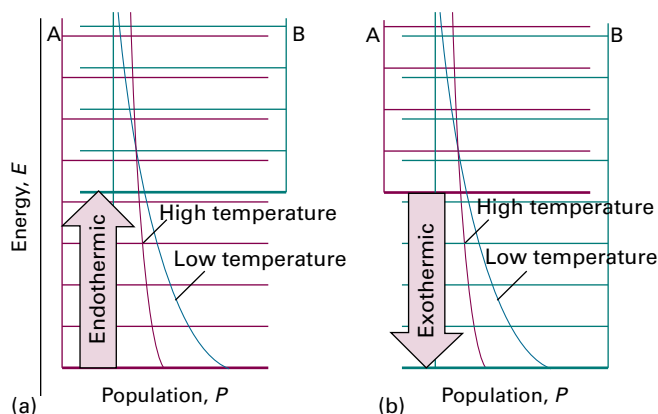 A
B
Energy, E
Endothermic
High temperature
Low temperature
(a)
Population, P
A
B
Exothermic
High temperature
Low temperature
(b)
Population, P